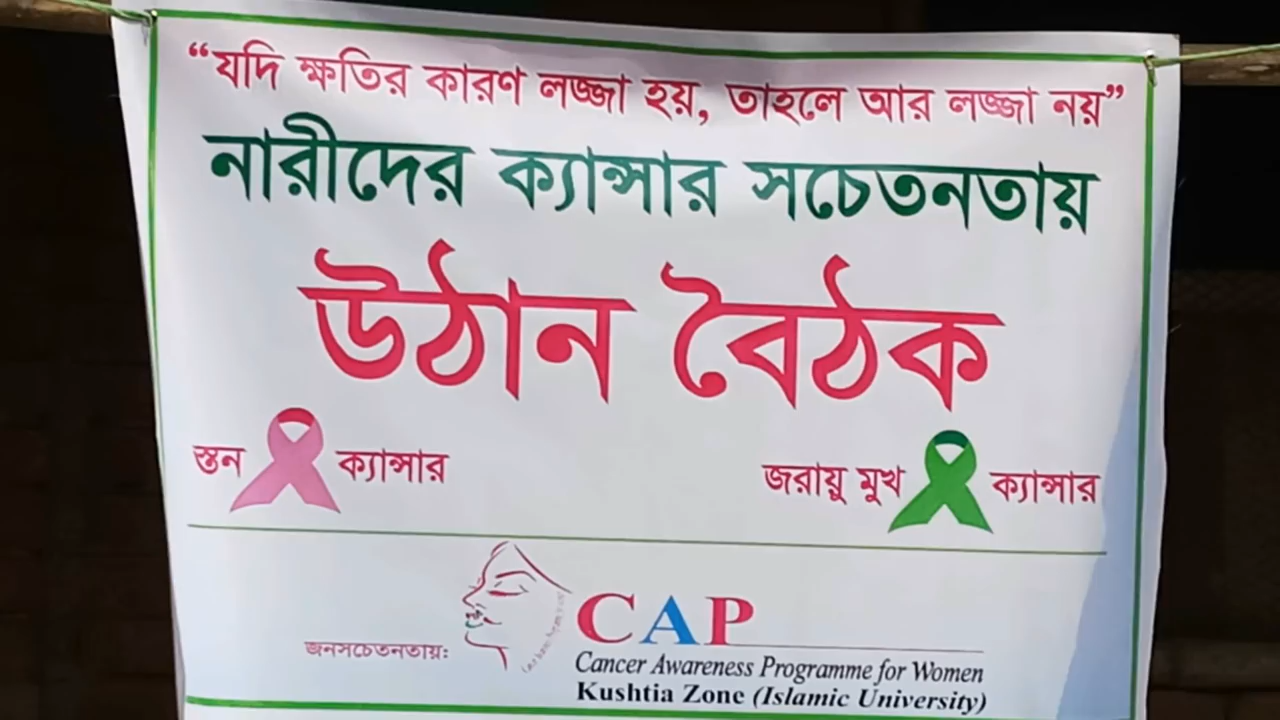 “যদি ক্ষতির কারণ লজ্জা হয়, তাহলে আর লজ্জা নয়”
নারীদের ক্যান্সার সচেতনতায়
উঠান বৈঠক
স্তন ক্যান্সার
জরায়ু মুখ ক্যান্সার
জনসচেতনতায়:
CAP
Cancer Awareness Programme for Women
Kushtia Zone (Islamic University)